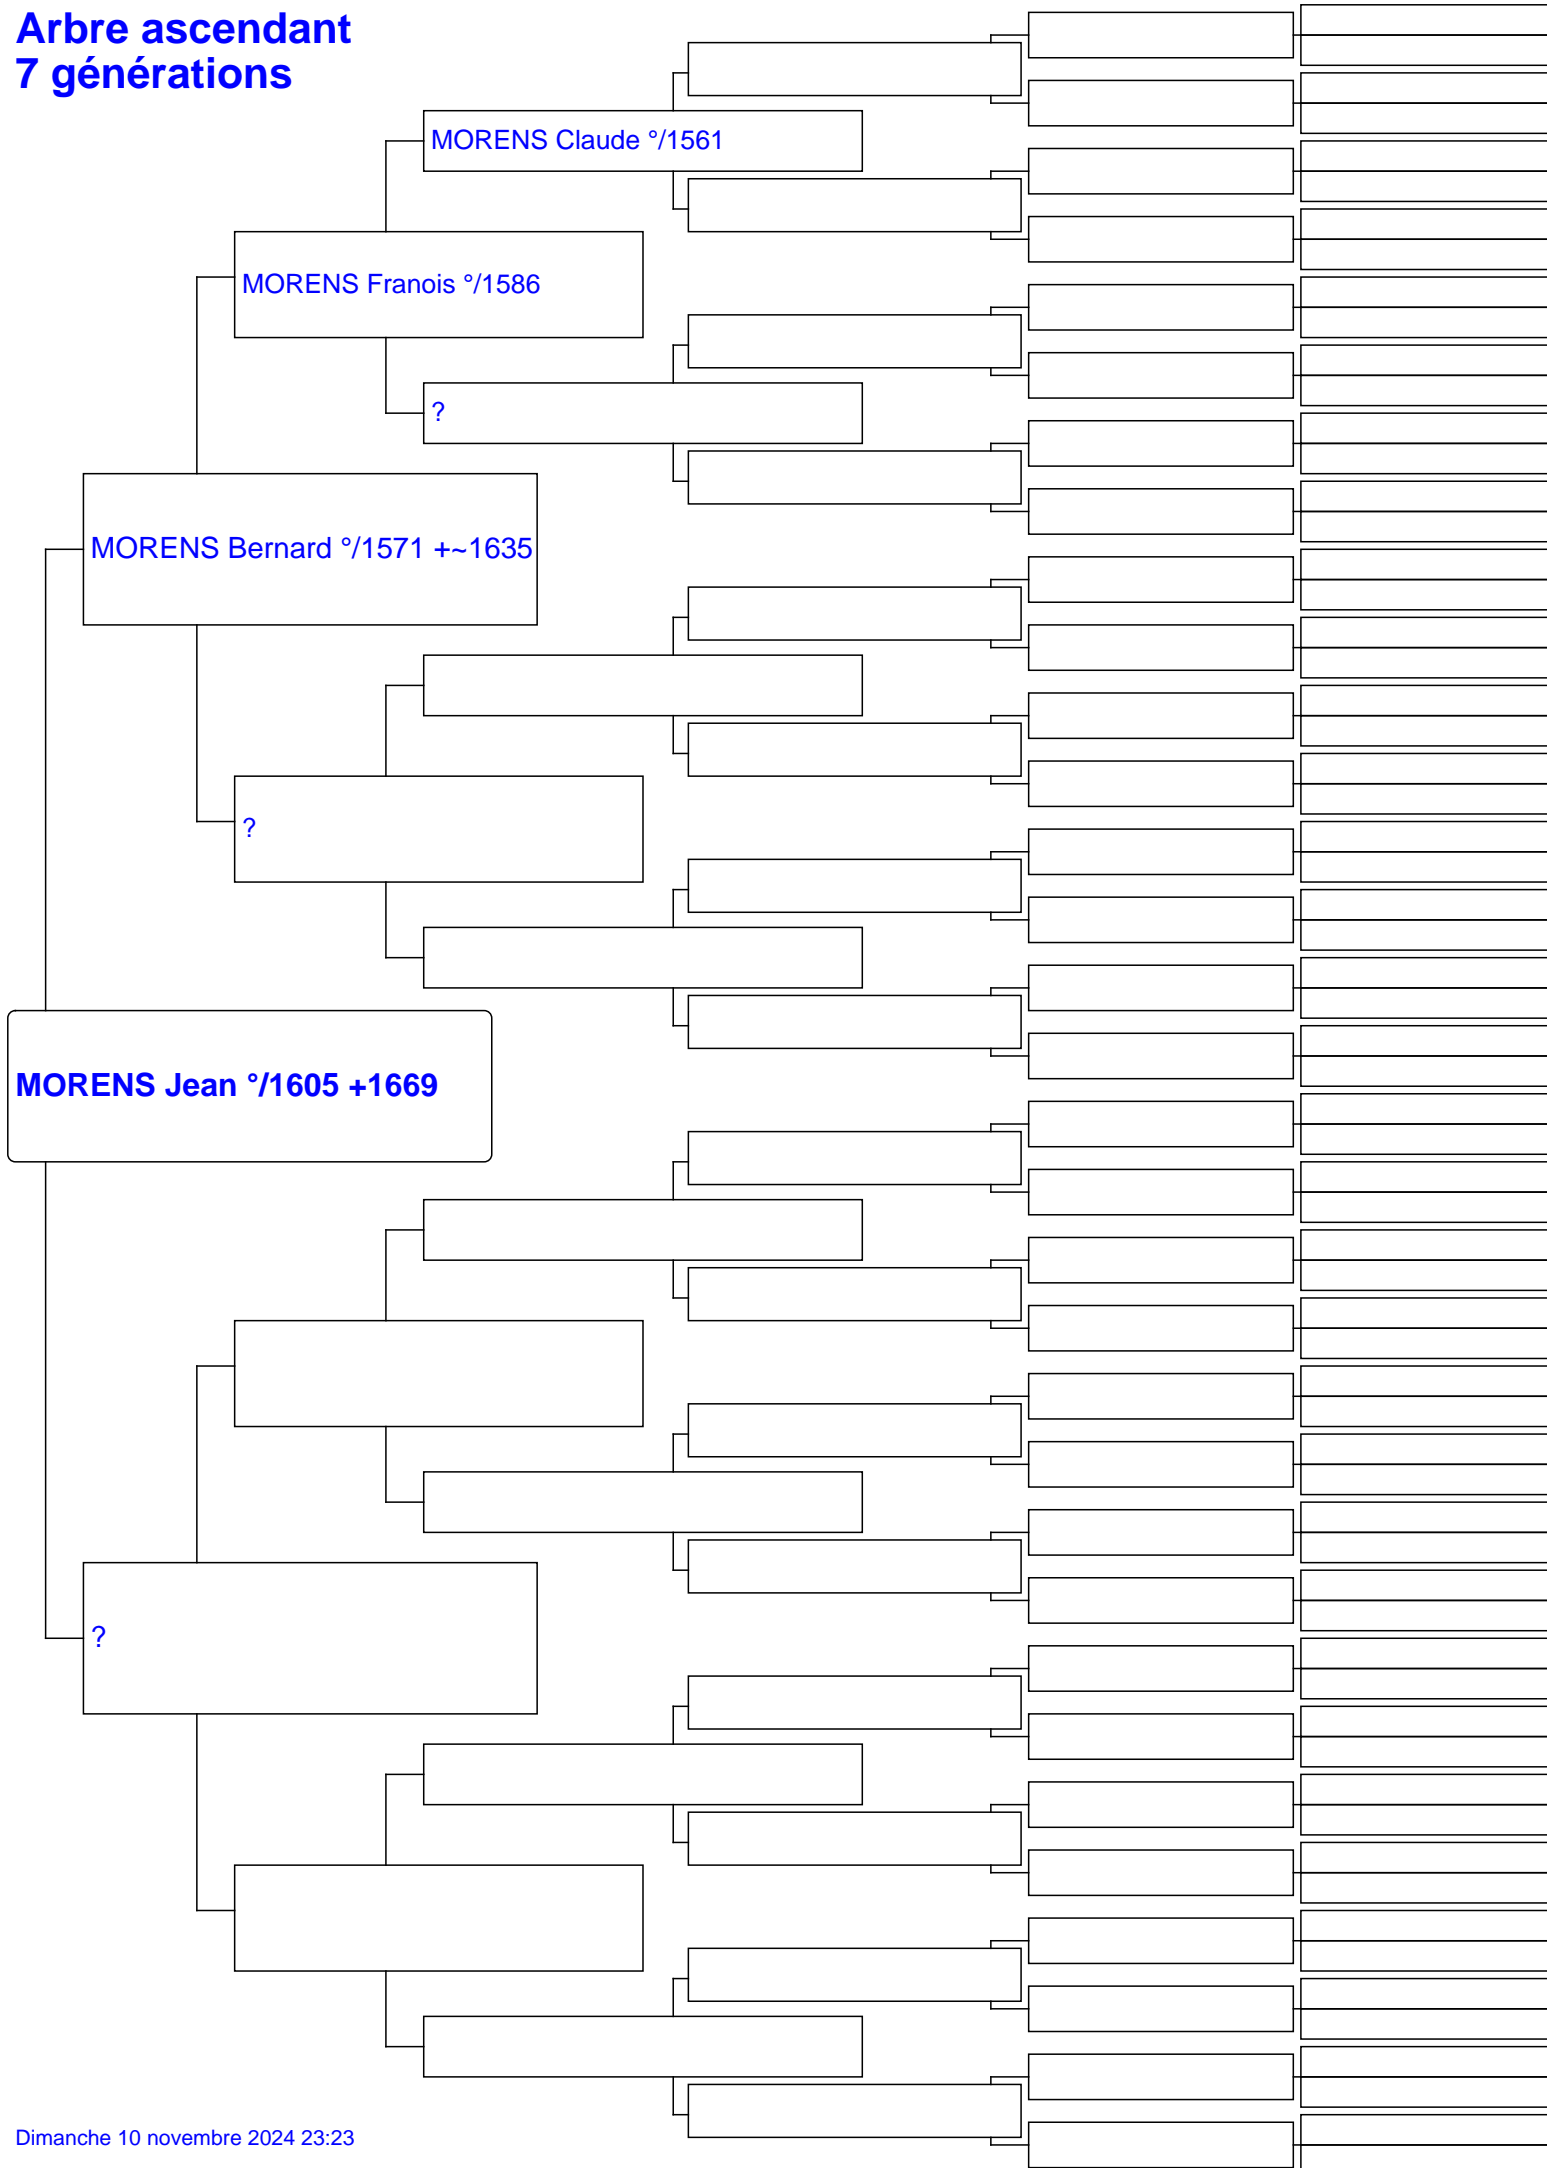 Arbre ascendant
7 générations
MORENS Claude °/1561
MORENS Franois °/1586
?
MORENS Bernard °/1571 +~1635
?
MORENS Jean °/1605 +1669
?
Dimanche 10 novembre 2024 23:23